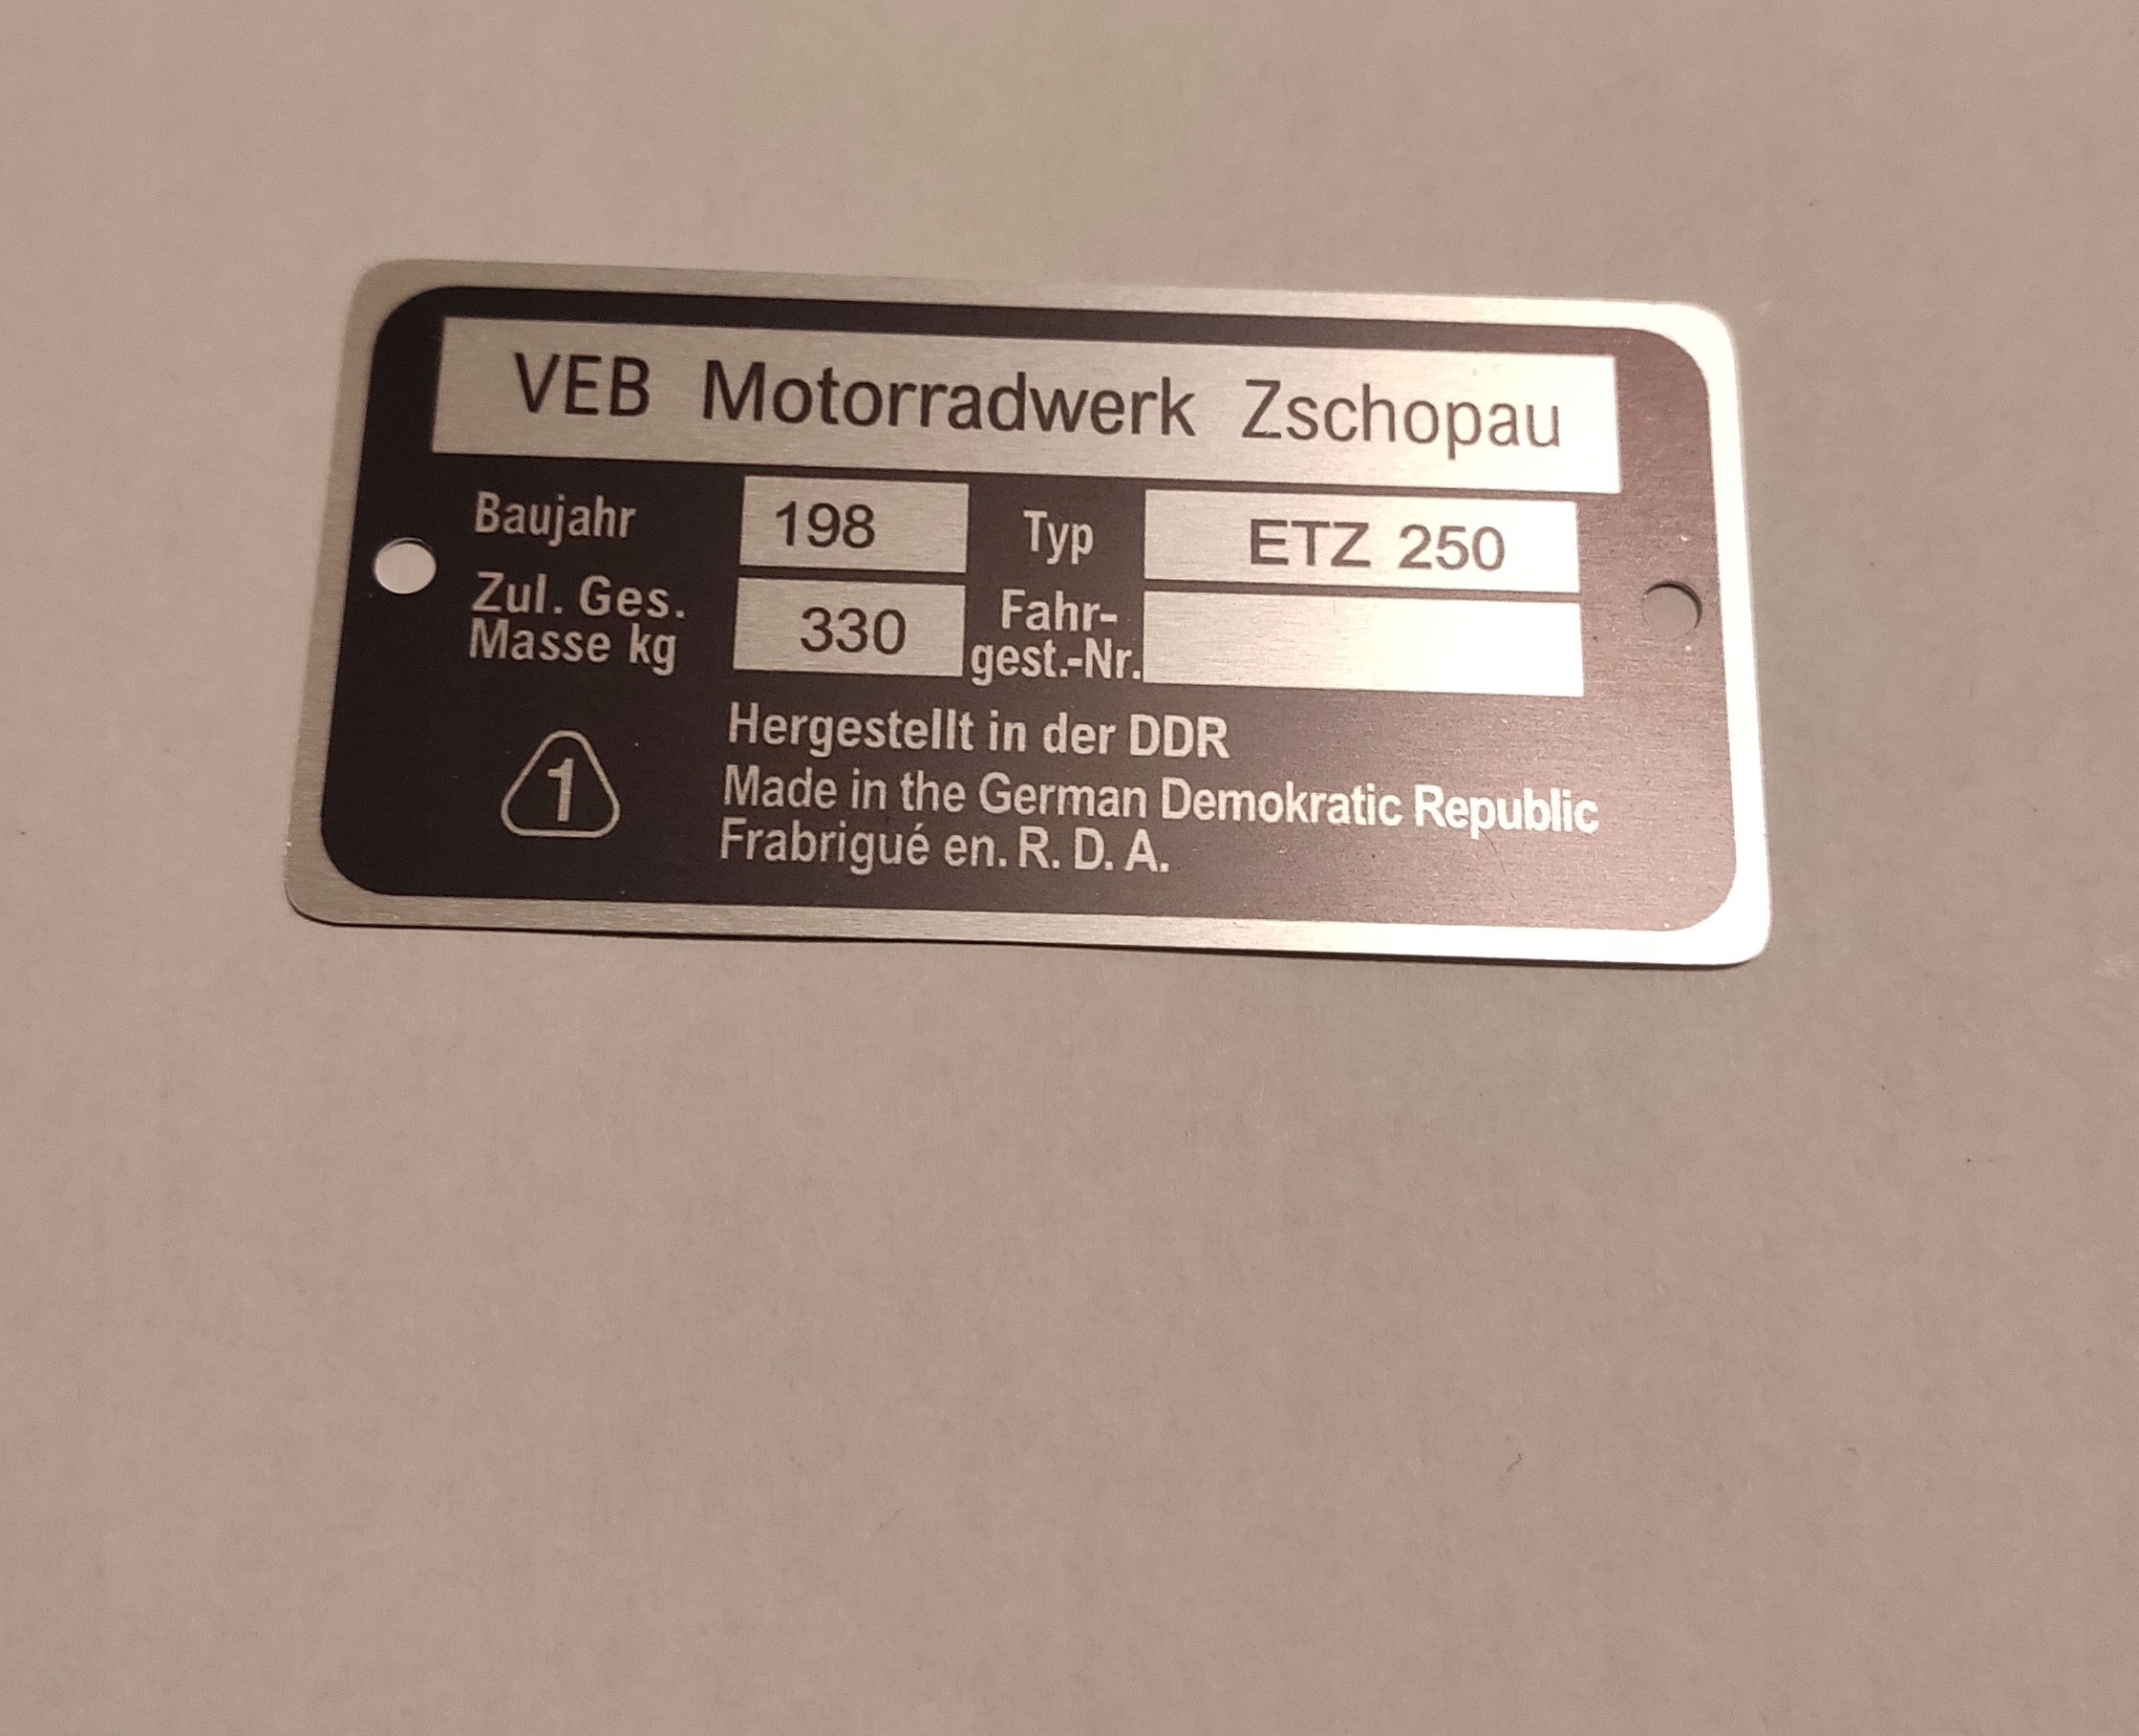 VEB Motorradwerk Zschopau
Baujahr 198 Typ ETZ 250
Zul. Ges. Masse kg 330 Fahr-
gest.-Nr.
1
Hergestellt in der DDR
Made in the German Demokratic Republic
Frabrigué en. R. D. A.